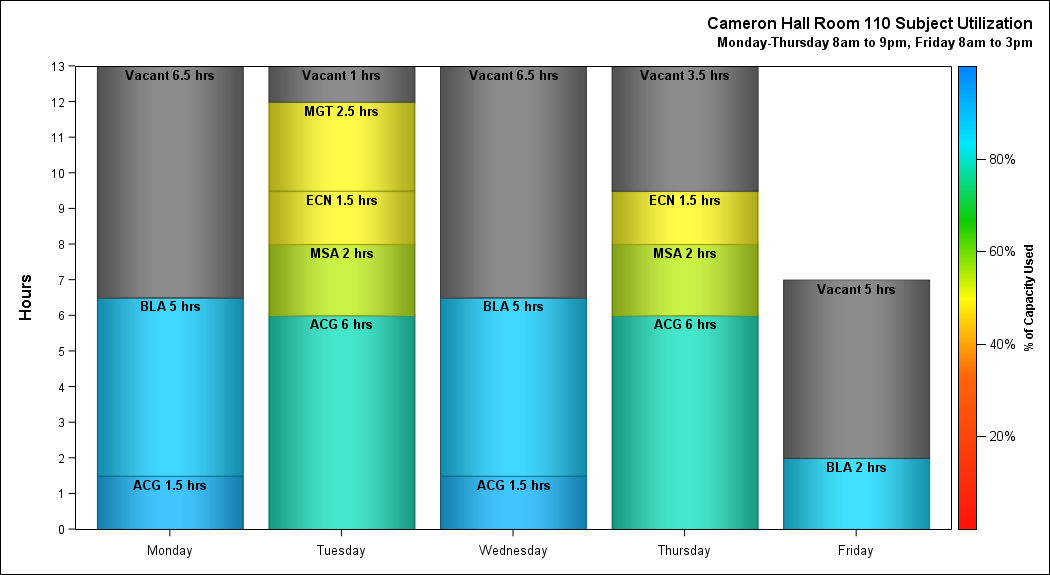 Cameron Hall Room 110 Subject Utilization
Monday-Thursday 8am to 9pm, Friday 8am to 3pm
Hours
13
12
11
10
9
8
7
6
5
4
3
2
1
0
Vacant 6.5 hrs
BLA 5 hrs
ACG 1.5 hrs
Vacant 1 hrs
MGT 2.5 hrs
ECN 1.5 hrs
MSA 2 hrs
ACG 6 hrs
Vacant 6.5 hrs
BLA 5 hrs
ACG 1.5 hrs
Vacant 3.5 hrs
ECN 1.5 hrs
MSA 2 hrs
ACG 6 hrs
Vacant 5 hrs
BLA 2 hrs
Monday
Tuesday
Wednesday
Thursday
Friday
80%
60%
40%
20%
% of Capacity Used